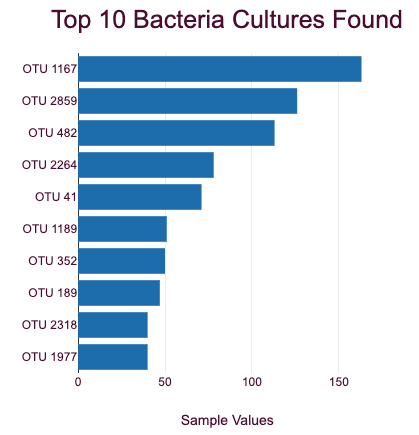 Top 10 Bacteria Cultures Found
OTU 1167
OTU 2859
OTU 482
OTU 2264
OTU 41
OTU 1189
OTU 352
OTU 189
OTU 2318
OTU 1977
0 50 100 150
Sample Values